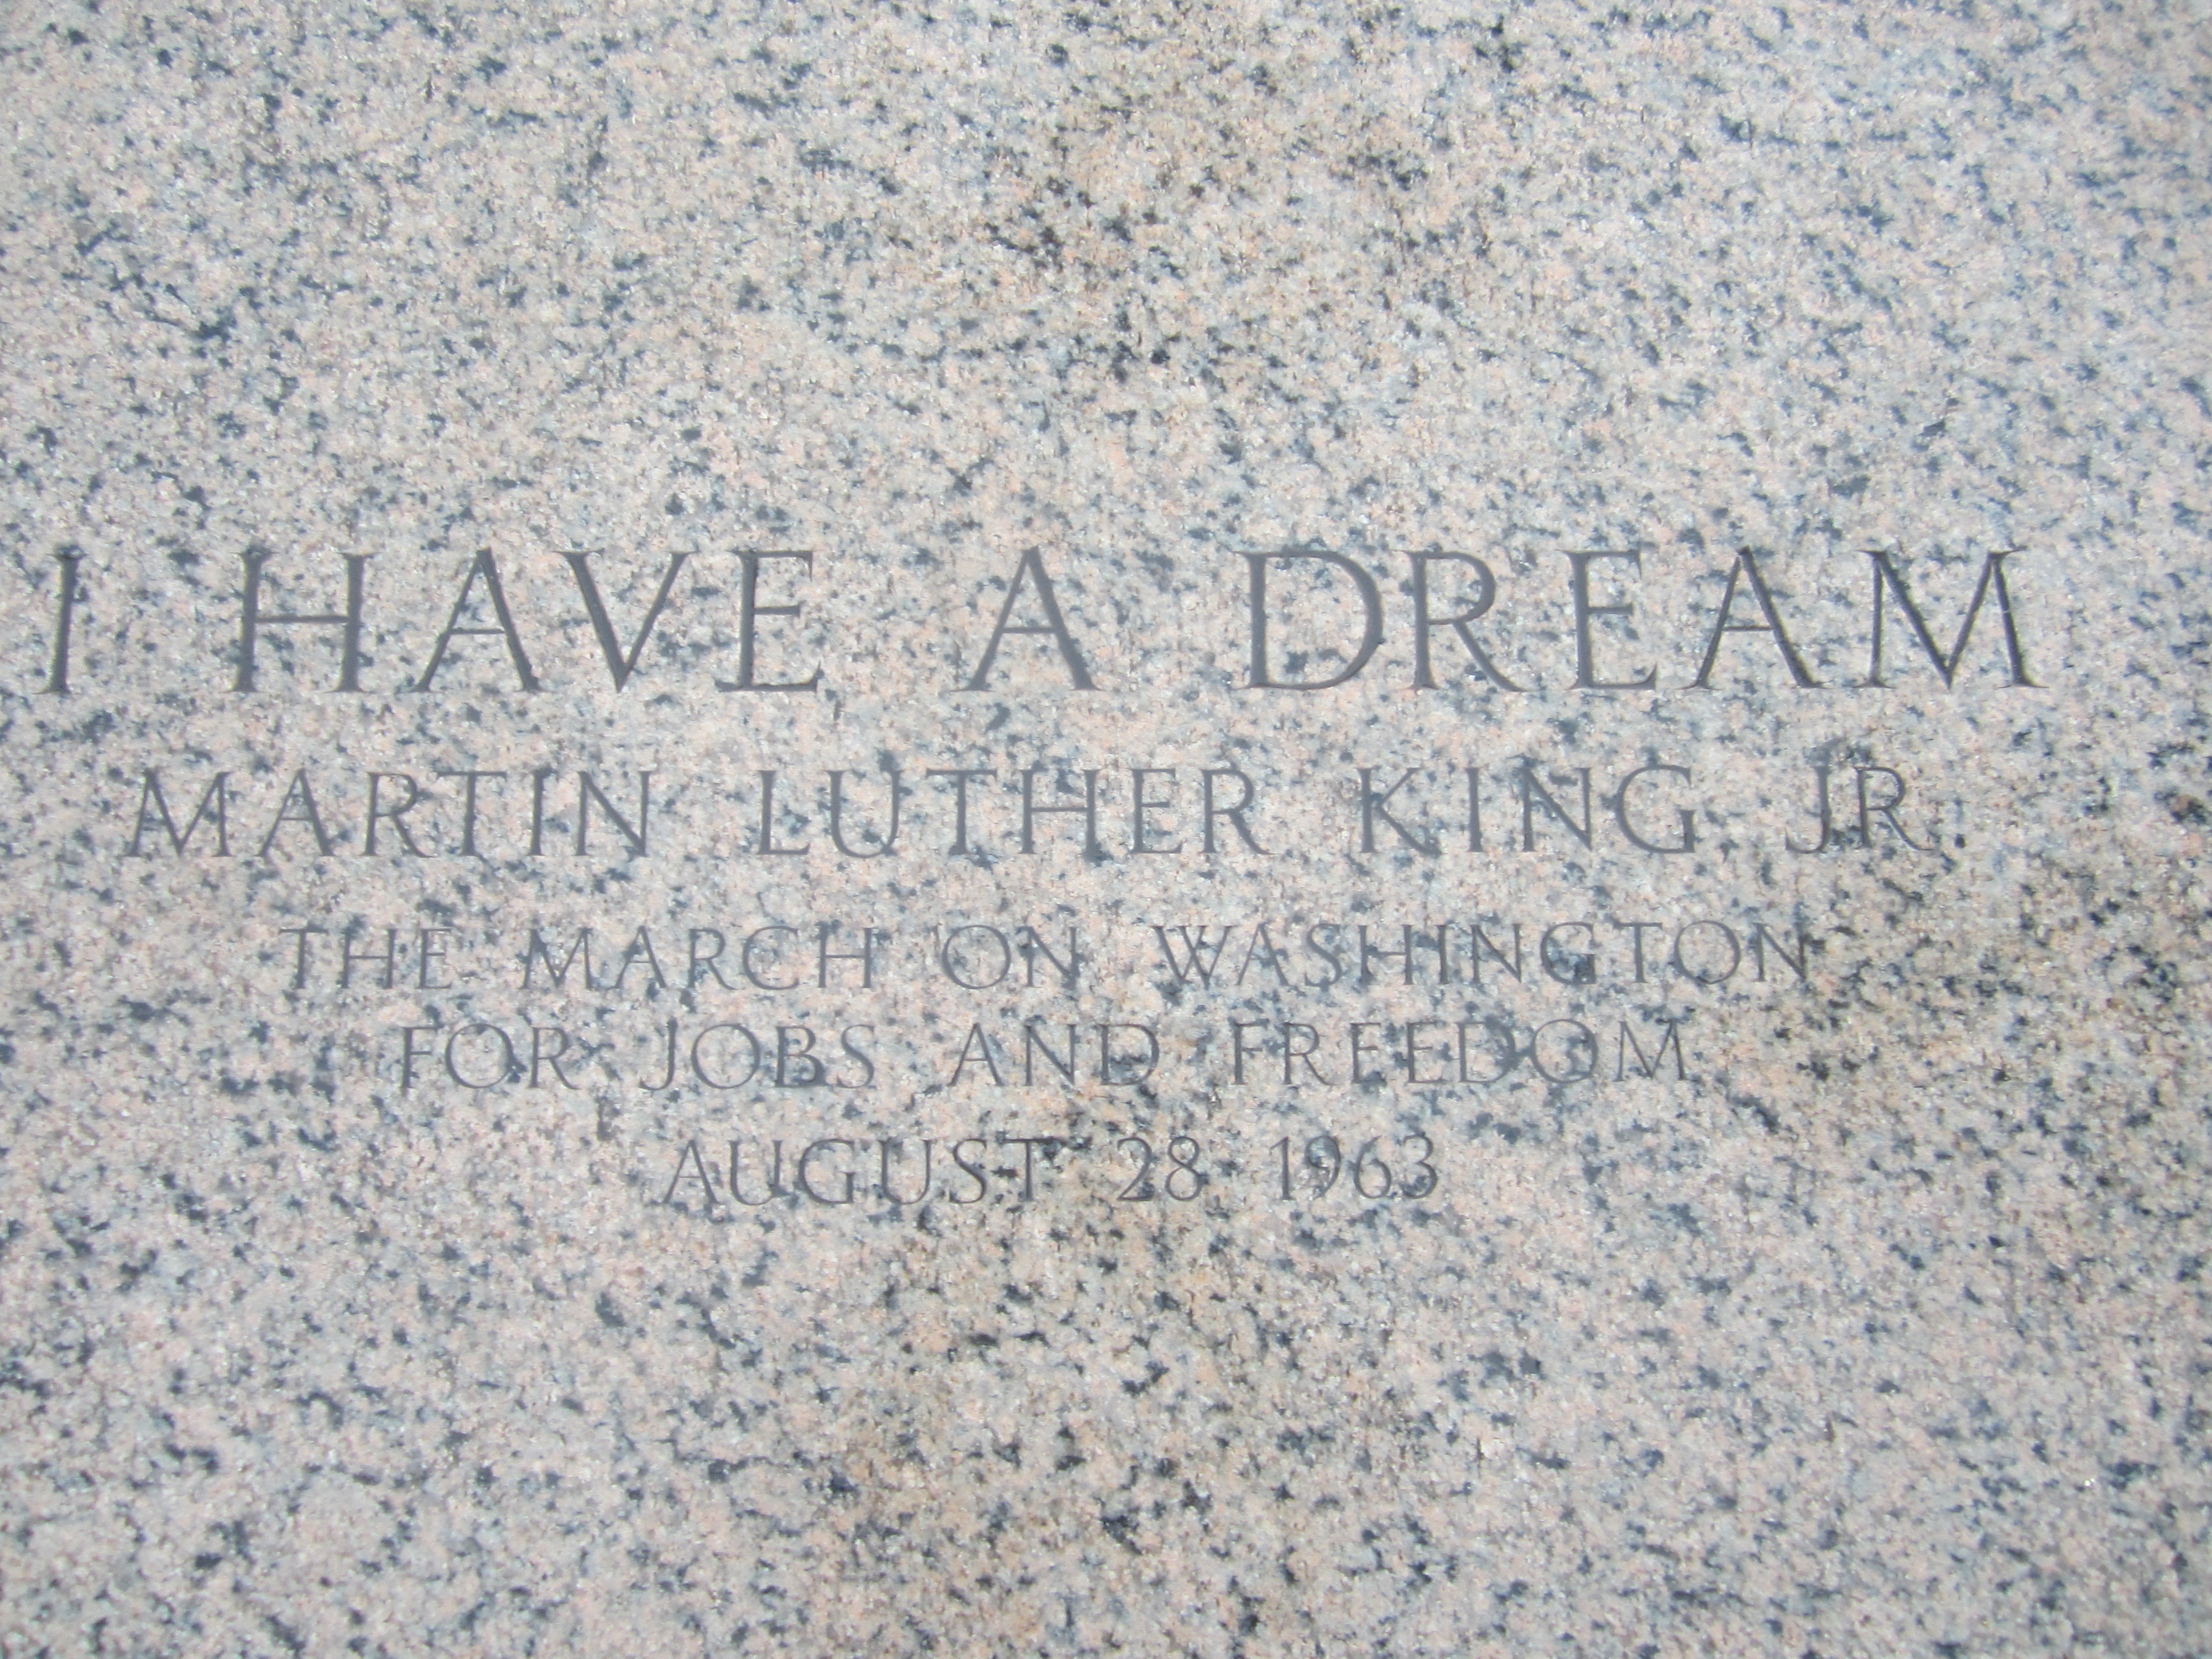 I HAVE A DREAM
MARTIN LUTHER KING JR
THE MARCH ON WASHINGTON
FOR JOBS AND FREEDOM
AUGUST 28 1963